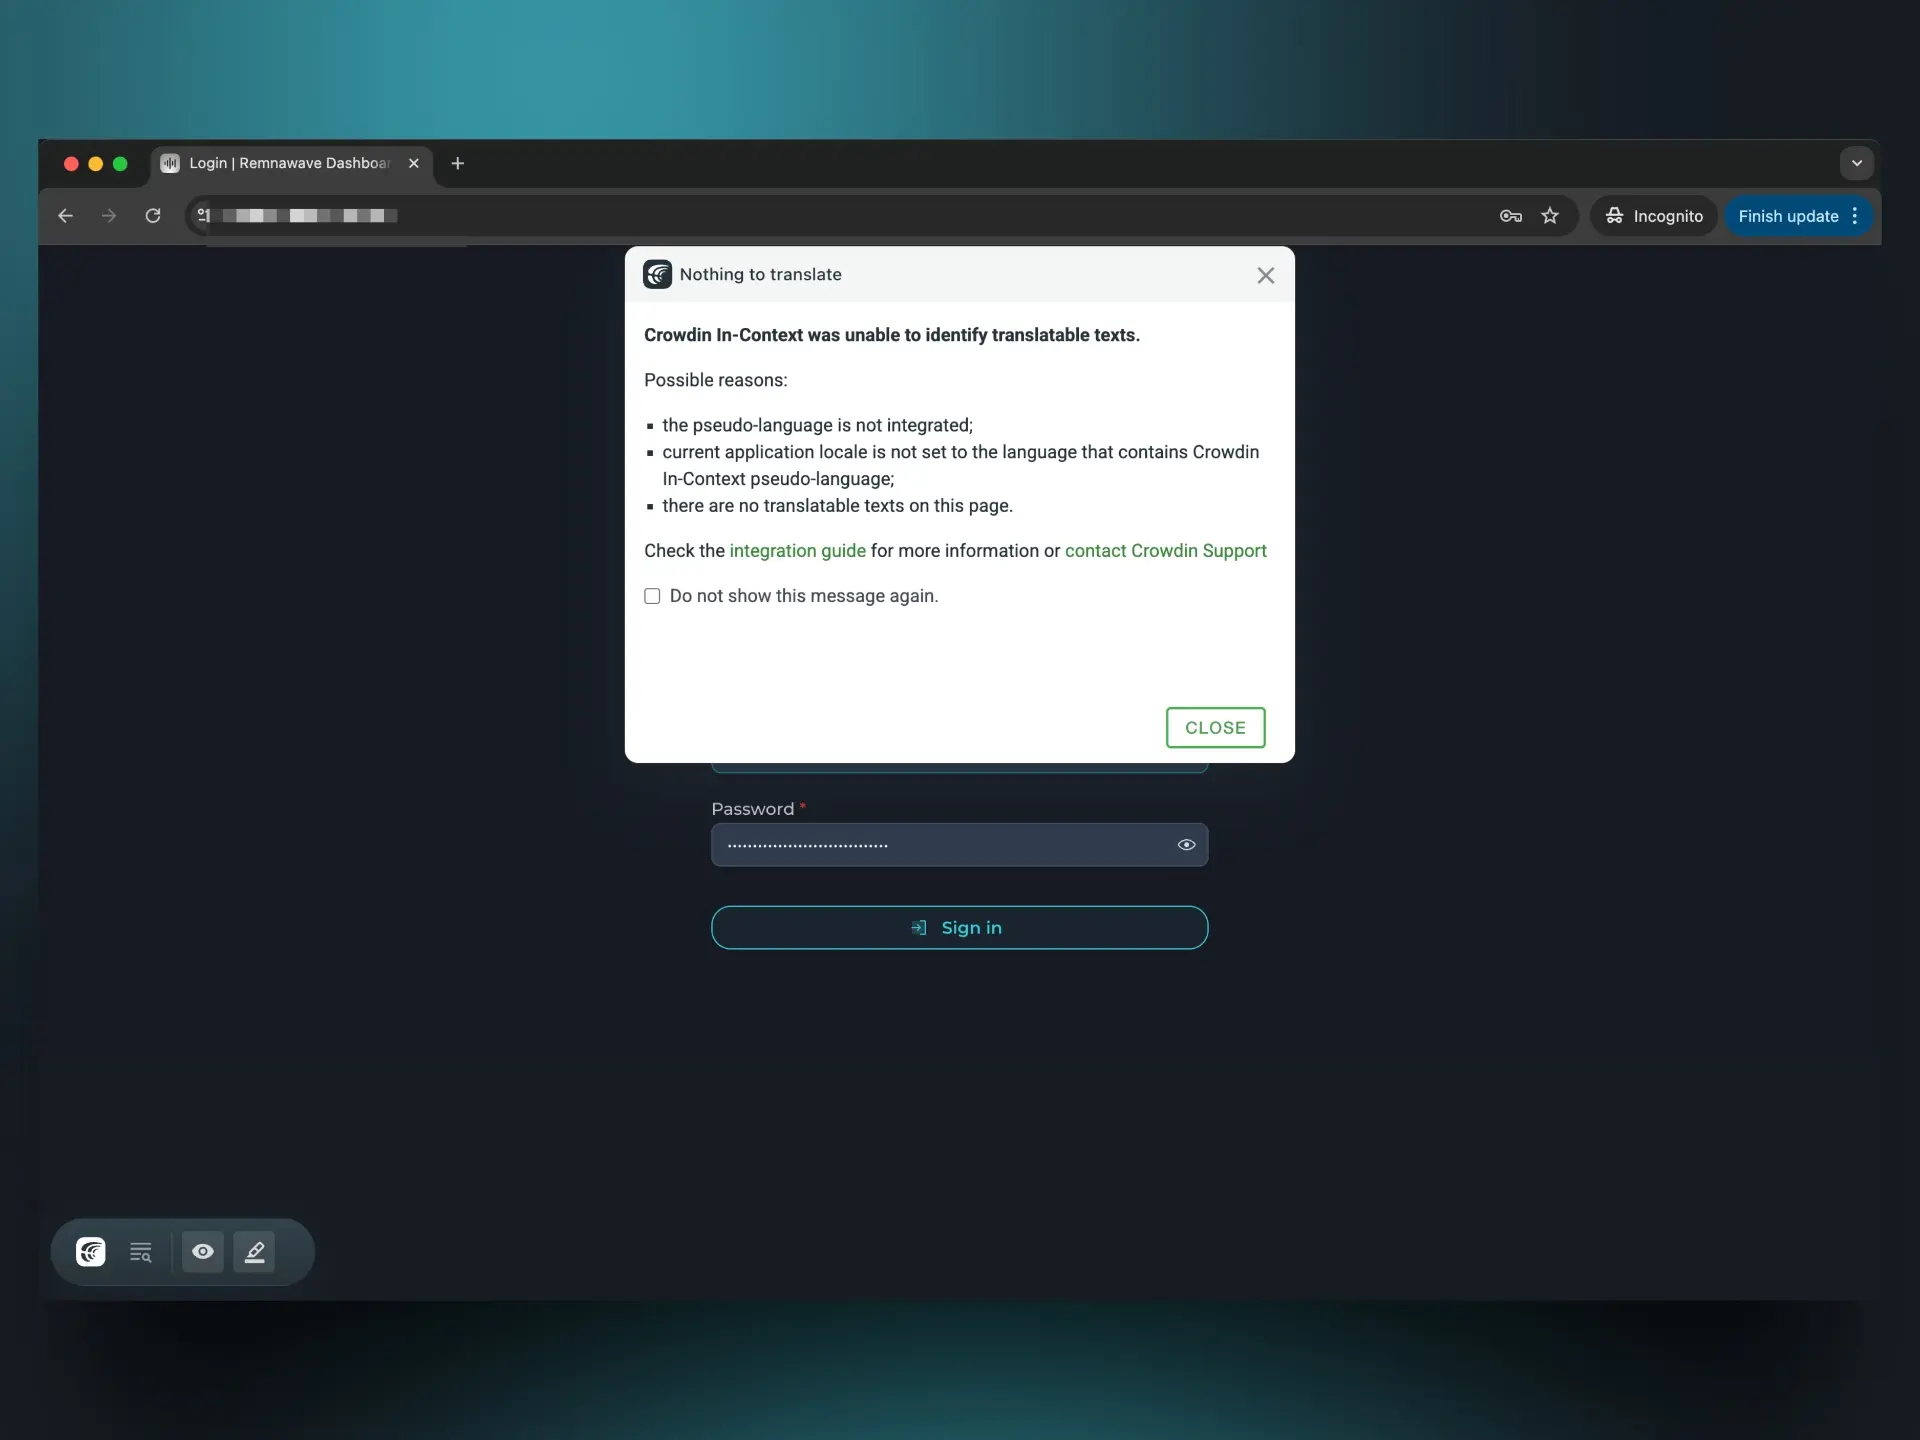 Login | Remnawave Dashboar
Incognito
Finish update
Nothing to translate
Crowdin In-Context was unable to identify translatable texts.
Possible reasons:
the pseudo-language is not integrated;
current application locale is not set to the language that contains Crowdin
In-Context pseudo-language;
there are no translatable texts on this page.
Check the integration guide for more information or contact Crowdin Support
Do not show this message again.
CLOSE
Password *
Sign in